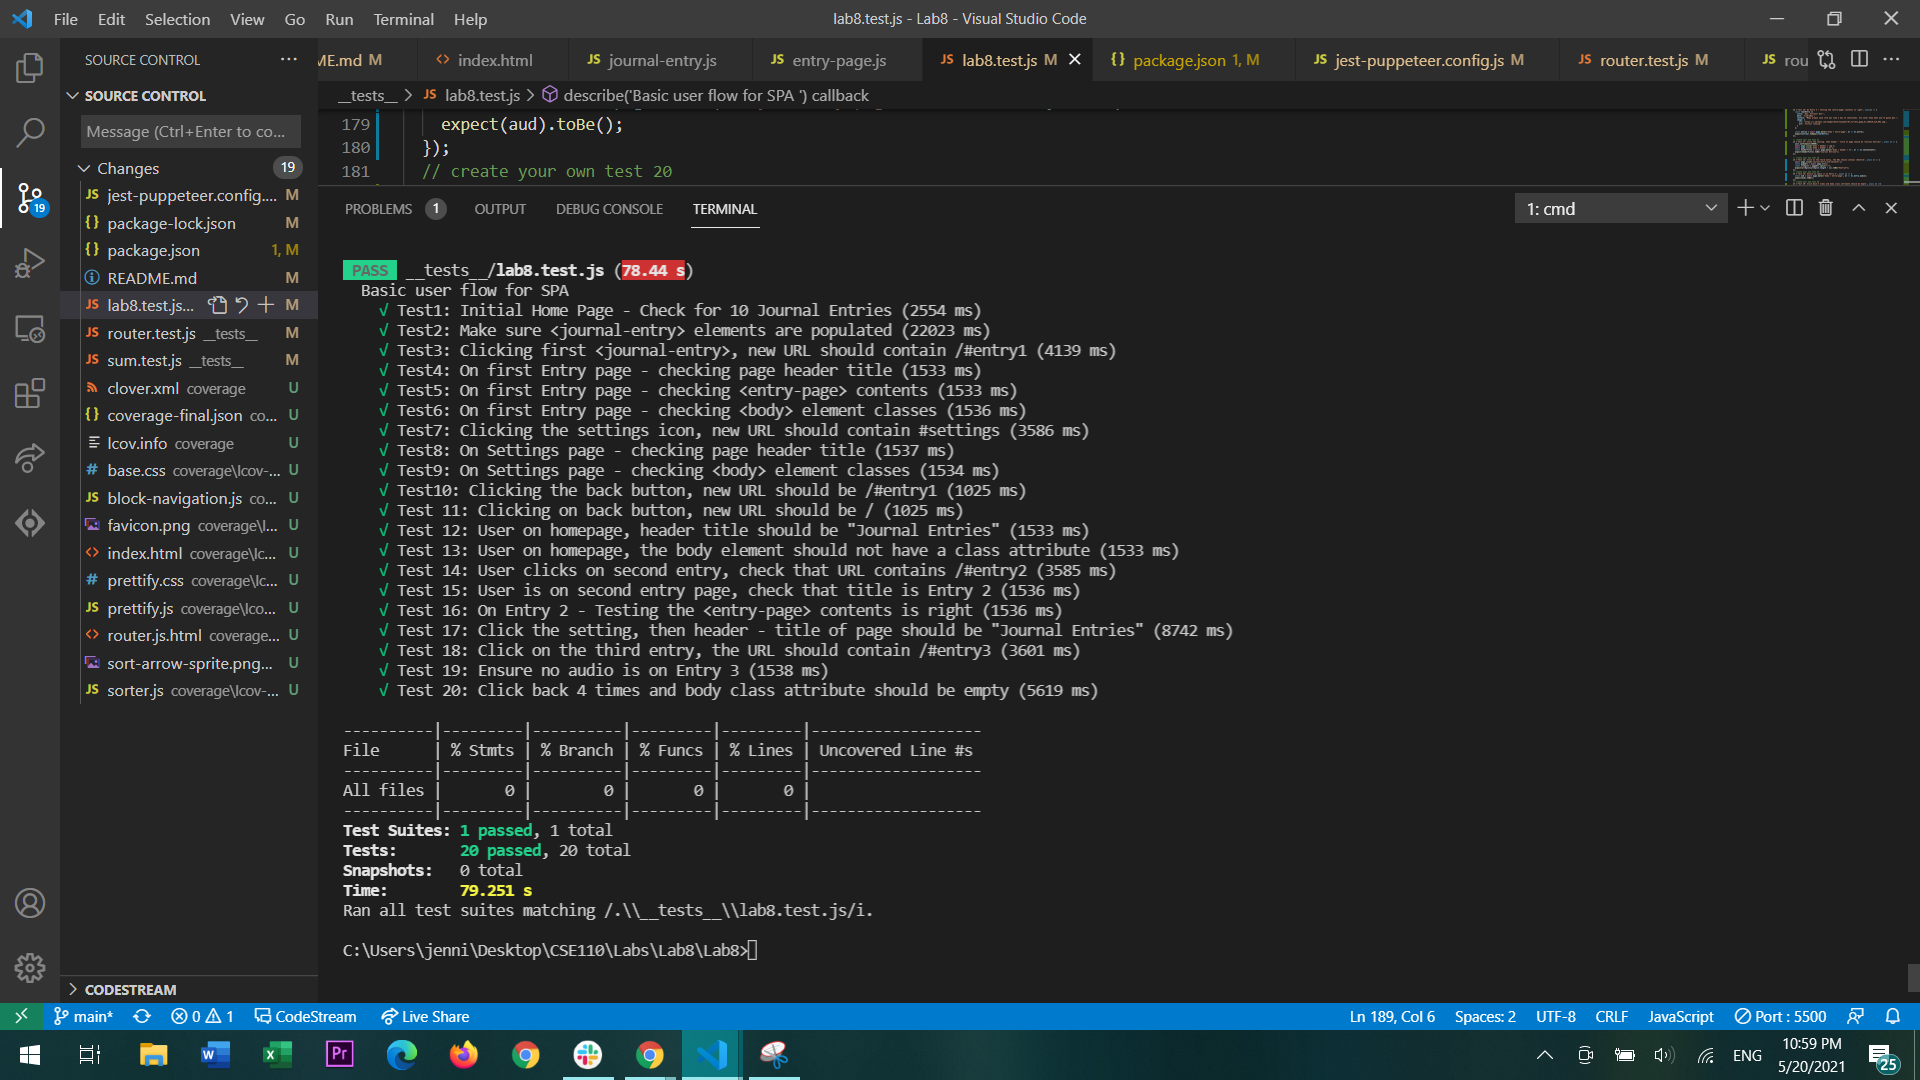 File Edit Selection View Go Run Terminal Help
lab8.test.js - Lab8 - Visual Studio Code
SOURCE CONTROL ...
ME.md M
index.html
JS journal-entry.js
JS entry-page.js
JS lab8.test.js M
{} package.json 1, M
JS jest-puppeteer.config.js M
JS router.test.js M
JS rou
SOURCE CONTROL
Message (Ctrl+Enter to co...
Changes 19
JS jest-puppeteer.config.... M
{} package-lock.json M
{} package.json 1, M
README.md M
JS lab8.test.js... M
JS router.test.js __tests__ M
JS sum.test.js __tests__ M
clover.xml coverage U
{} coverage-final.json co... U
lcov.info coverage U
# base.css coverage\lcov-... U
JS block-navigation.js co... U
favicon.png coverage\l... U
<> index.html coverage\lc... U
# prettify.css coverage\lc... U
JS prettify.js coverage\lco... U
<> router.js.html coverage... U
sort-arrow-sprite.png... U
JS sorter.js coverage\lcov-... U
CODESTREAM
19
__tests__ > JS lab8.test.js > describe('Basic user flow for SPA ') callback
179 expect(aud).toBe();
180 });
181 // create your own test 20
PROBLEMS 1 OUTPUT DEBUG CONSOLE TERMINAL
1: cmd
PASS __tests__/lab8.test.js (78.44 s)
Basic user flow for SPA
√ Test1: Initial Home Page - Check for 10 Journal Entries (2554 ms)
√ Test2: Make sure <journal-entry> elements are populated (22023 ms)
√ Test3: Clicking first <journal-entry>, new URL should contain /#entry1 (4139 ms)
√ Test4: On first Entry page - checking page header title (1533 ms)
√ Test5: On first Entry page - checking <entry-page> contents (1533 ms)
√ Test6: On first Entry page - checking <body> element classes (1536 ms)
√ Test7: Clicking the settings icon, new URL should contain #settings (3586 ms)
√ Test8: On Settings page - checking page header title (1537 ms)
√ Test9: On Settings page - checking <body> element classes (1534 ms)
√ Test10: Clicking the back button, new URL should be /#entry1 (1025 ms)
√ Test 11: Clicking on back button, new URL should be / (1025 ms)
√ Test 12: User on homepage, header title should be "Journal Entries" (1533 ms)
√ Test 13: User on homepage, the body element should not have a class attribute (1533 ms)
√ Test 14: User clicks on second entry, check that URL contains /#entry2 (3585 ms)
√ Test 15: User is on second entry page, check that title is Entry 2 (1536 ms)
√ Test 16: On Entry 2 - Testing the <entry-page> contents is right (1536 ms)
√ Test 17: Click the setting, then header - title of page should be "Journal Entries" (8742 ms)
√ Test 18: Click on the third entry, the URL should contain /#entry3 (3601 ms)
√ Test 19: Ensure no audio is on Entry 3 (1538 ms)
√ Test 20: Click back 4 times and body class attribute should be empty (5619 ms)
----------|---------|----------|---------|---------|-------------------
File      | % Stmts | % Branch | % Funcs | % Lines | Uncovered Line #s
----------|---------|----------|---------|---------|-------------------
All files |       0 |        0 |       0 |       0 |
----------|---------|----------|---------|---------|-------------------
Test Suites: 1 passed, 1 total
Tests:       20 passed, 20 total
Snapshots:   0 total
Time:        79.251 s
Ran all test suites matching /.\\__tests__\\lab8.test.js/i.
C:\Users\jenni\Desktop\CSE110\Labs\Lab8\Lab8>
main* 0 1 CodeStream Live Share
Ln 189, Col 6 Spaces: 2 UTF-8 CRLF JavaScript Port : 5500
ENG
10:59 PM
5/20/2021
25